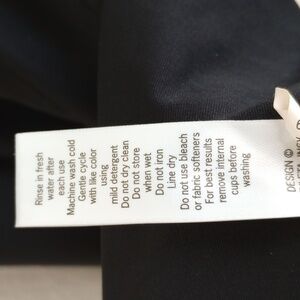 Rinse in fresh
water after
each use
Machine wash cold
Gentle cycle
with like color
using
mild detergent
Do not dry clean
Do not store
when wet
Do not iron
Line dry
Do not use bleach
or fabric softeners
For best results
remove internal
cups before
washing
DESIGN ©